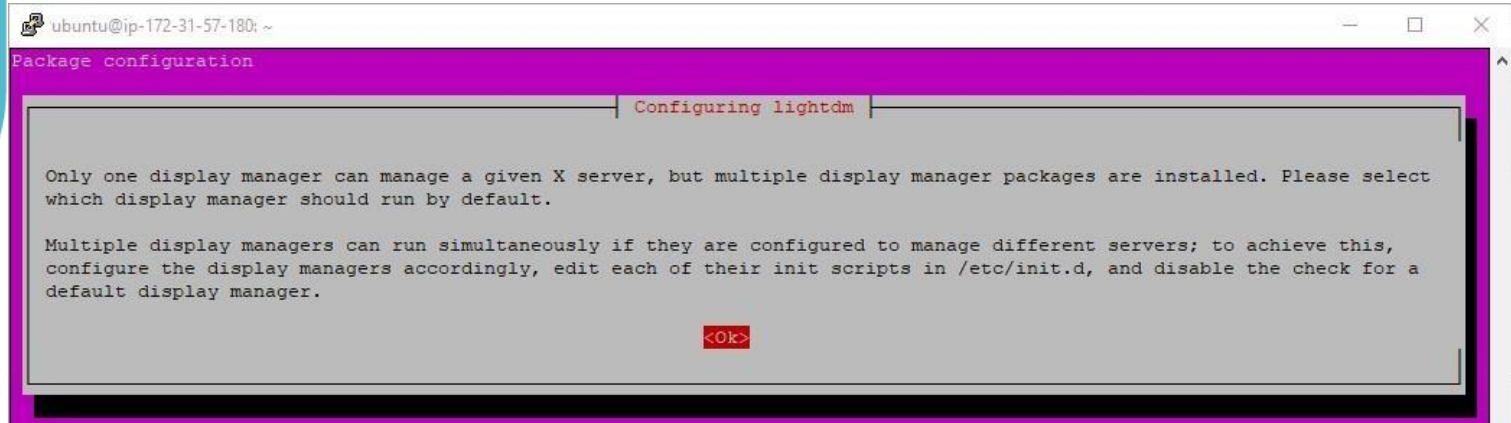 ubuntu@ip-172-31-57-180: ~
Package configuration
Configuring lightdm
Only one display manager can manage a given X server, but multiple display manager packages are installed. Please select
which display manager should run by default.
Multiple display managers can run simultaneously if they are configured to manage different servers; to achieve this,
configure the display managers accordingly, edit each of their init scripts in /etc/init.d, and disable the check for a
default display manager.
<Ok>